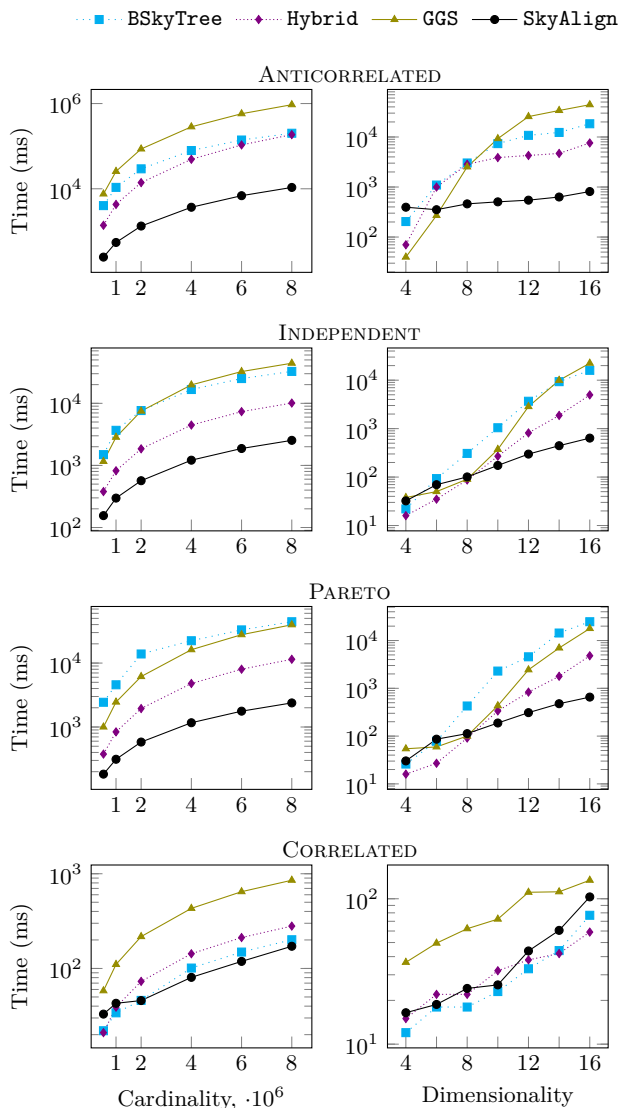 BSkyTree Hybrid GGS SkyAlign
ANTICORRELATED
Time (ms)
10^6
10^4
1 2 4 6 8
10^4
10^3
10^2
4 8 12 16
INDEPENDENT
Time (ms)
10^4
10^3
10^2
1 2 4 6 8
10^4
10^3
10^2
10^1
4 8 12 16
PARETO
Time (ms)
10^4
10^3
1 2 4 6 8
10^4
10^3
10^2
10^1
4 8 12 16
CORRELATED
Time (ms)
10^3
10^2
1 2 4 6 8
Cardinality, ·10^6
10^2
10^1
4 8 12 16
Dimensionality